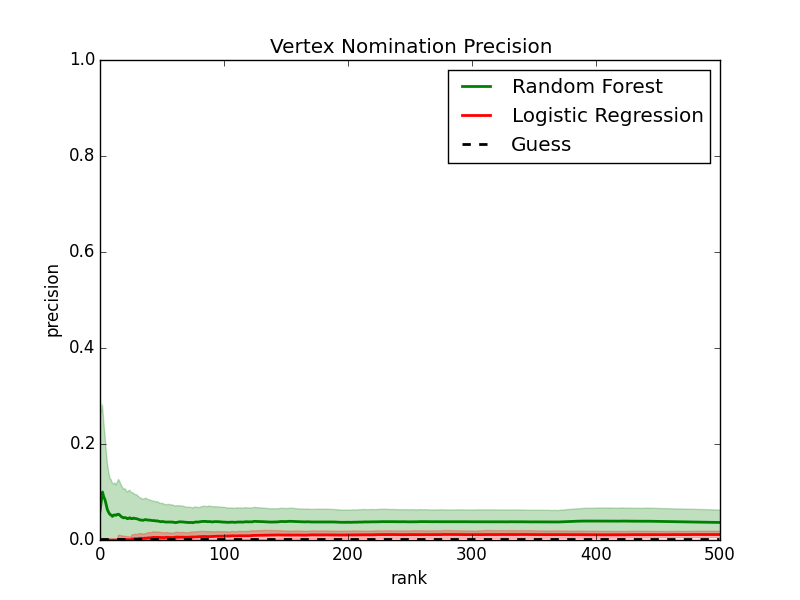 Vertex Nomination Precision
1.0
0.8
0.6
0.4
0.2
0.0
precision
Random Forest
Logistic Regression
Guess
0 100 200 300 400 500
rank